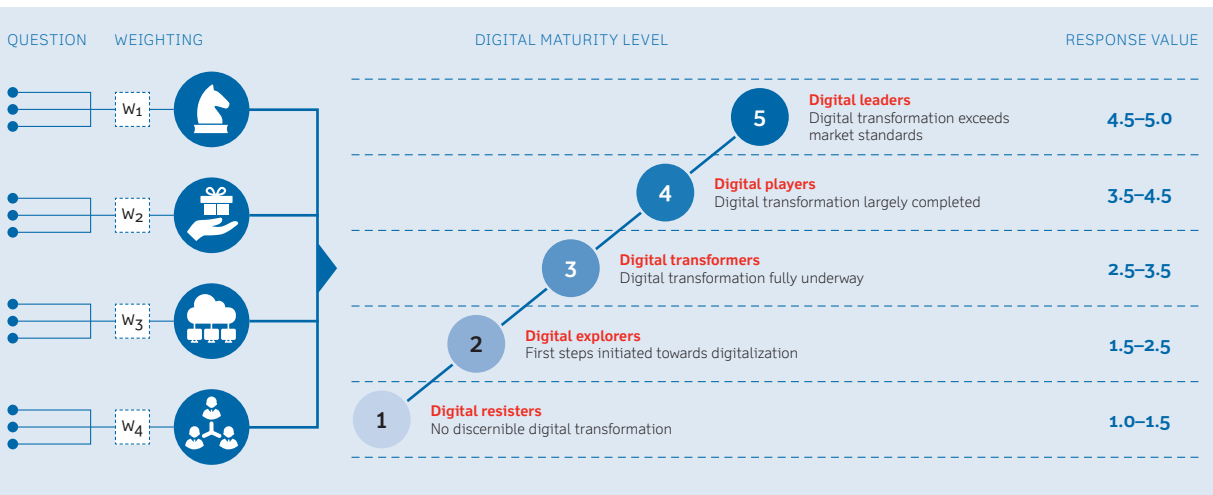 QUESTION
WEIGHTING
DIGITAL MATURITY LEVEL
RESPONSE VALUE
W1
5
Digital leaders
Digital transformation exceeds
market standards
4.5–5.0
W2
4
Digital players
Digital transformation largely completed
3.5–4.5
3
Digital transformers
Digital transformation fully underway
2.5–3.5
W3
2
Digital explorers
First steps initiated towards digitalization
1.5–2.5
W4
1
Digital resisters
No discernible digital transformation
1.0–1.5